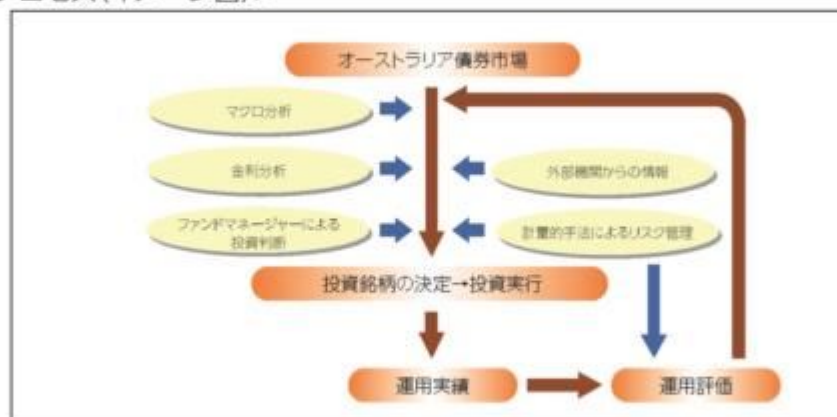 オーストラリア債券市場
マクロ分析
金利分析
外部機関からの情報
ファンドマネージャーによる
投資判断
計量的手法によるリスク管理
投資銘柄の決定→投資実行
運用実績
運用評価